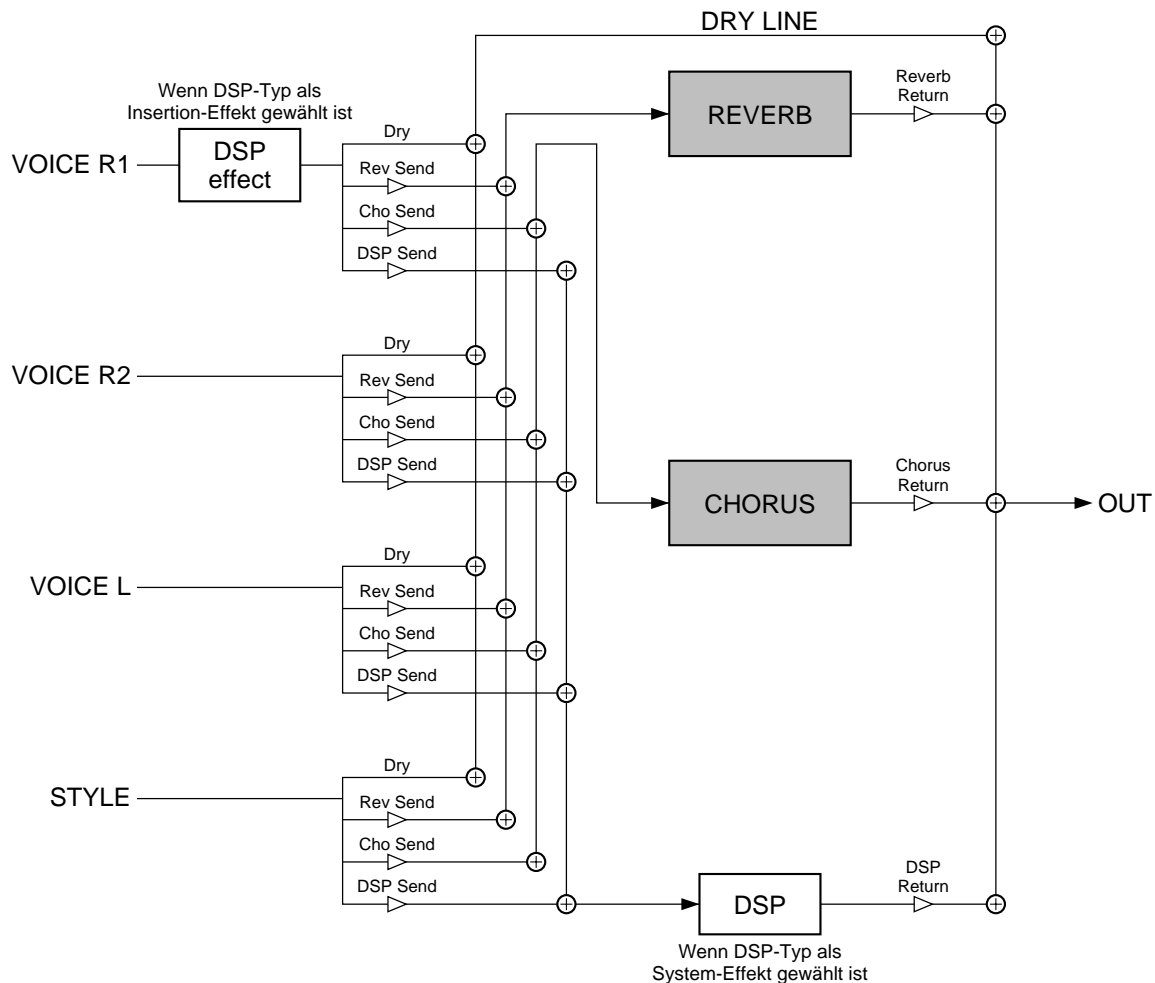 DRY LINE
Wenn DSP-Typ als
Insertion-Effekt gewählt ist
VOICE R1
DSP
effect
Dry
Rev Send
Cho Send
DSP Send
REVERB
Reverb
Return
VOICE R2
Dry
Rev Send
Cho Send
DSP Send
CHORUS
Chorus
Return
OUT
VOICE L
Dry
Rev Send
Cho Send
DSP Send
STYLE
Dry
Rev Send
Cho Send
DSP Send
DSP
DSP
Return
Wenn DSP-Typ als
System-Effekt gewählt ist